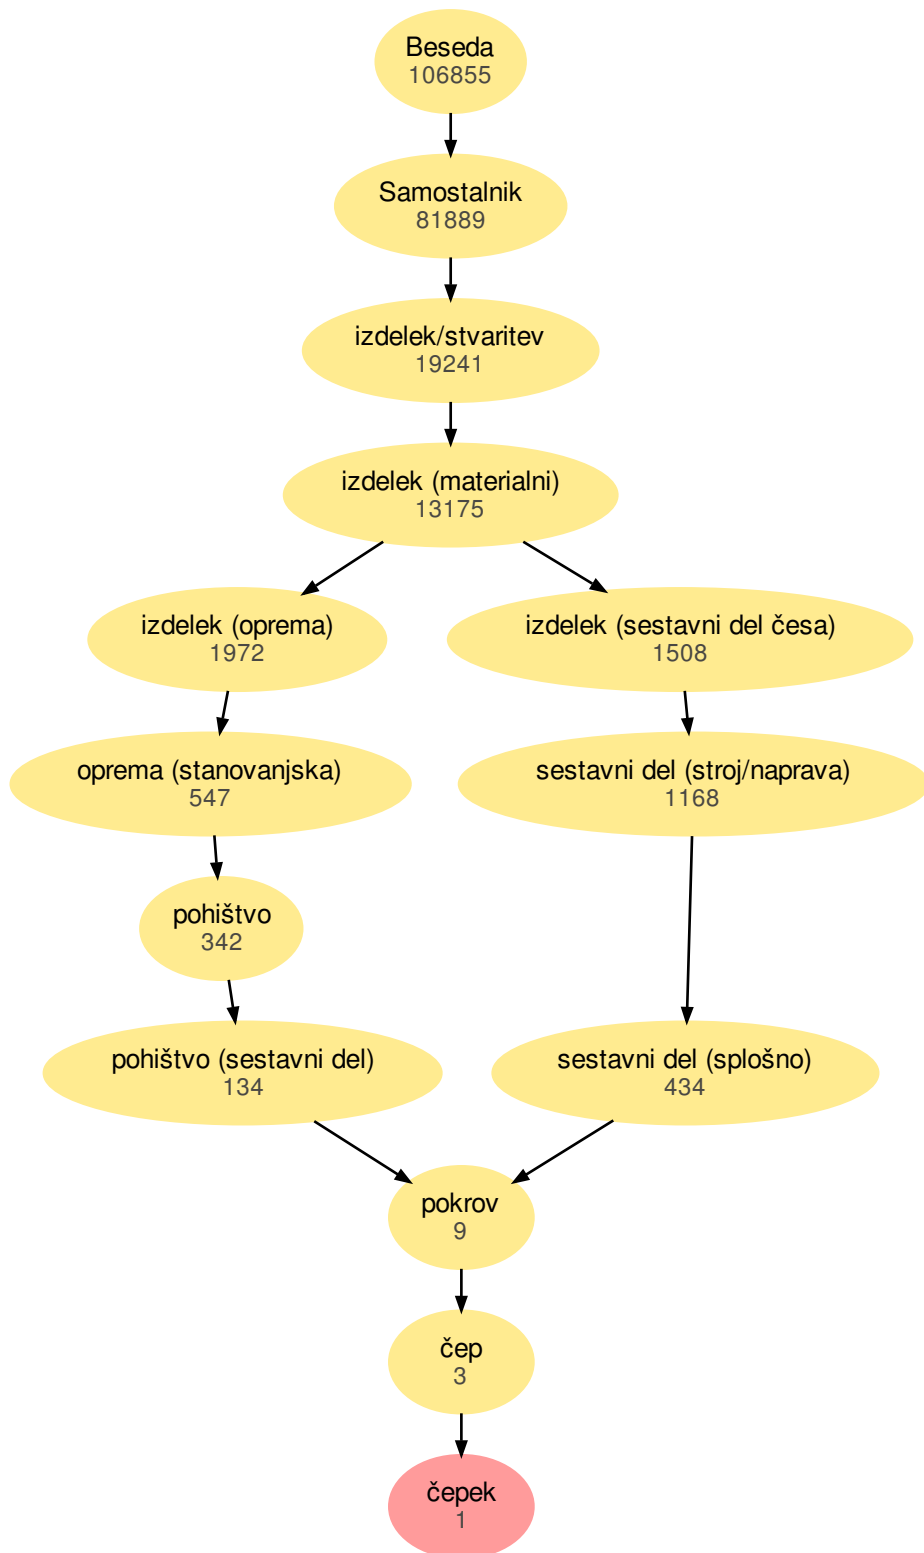 Beseda
106855
Samostalnik
81889
izdelek/stvaritev
19241
izdelek (materialni)
13175
izdelek (oprema)
1972
izdelek (sestavni del česa)
1508
oprema (stanovanjska)
547
sestavni del (stroj/naprava)
1168
pohištvo
342
pohištvo (sestavni del)
134
sestavni del (splošno)
434
pokrov
9
čep
3
čepek
1